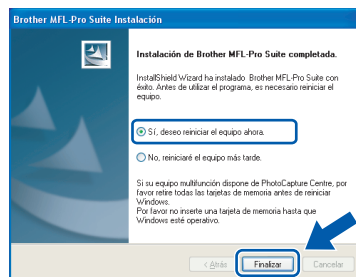 Brother MFL-Pro Suite Instalación
Instalación de Brother MFL-Pro Suite completada.
InstallShield Wizard ha instalado Brother MFL-Pro Suite con
éxito. Antes de utilizar el programa, es necesario reiniciar el
equipo.
Sí, deseo reiniciar el equipo ahora.
No, reiniciaré el equipo más tarde.
Si su equipo multifunción dispone de PhotoCapture Centre, por
favor retire todas las tarjetas de memoria antes de reiniciar
Windows.
Por favor no inserte una tarjeta de memoria hasta que
Windows esté operativo.
< Atrás Finalizar Cancelar